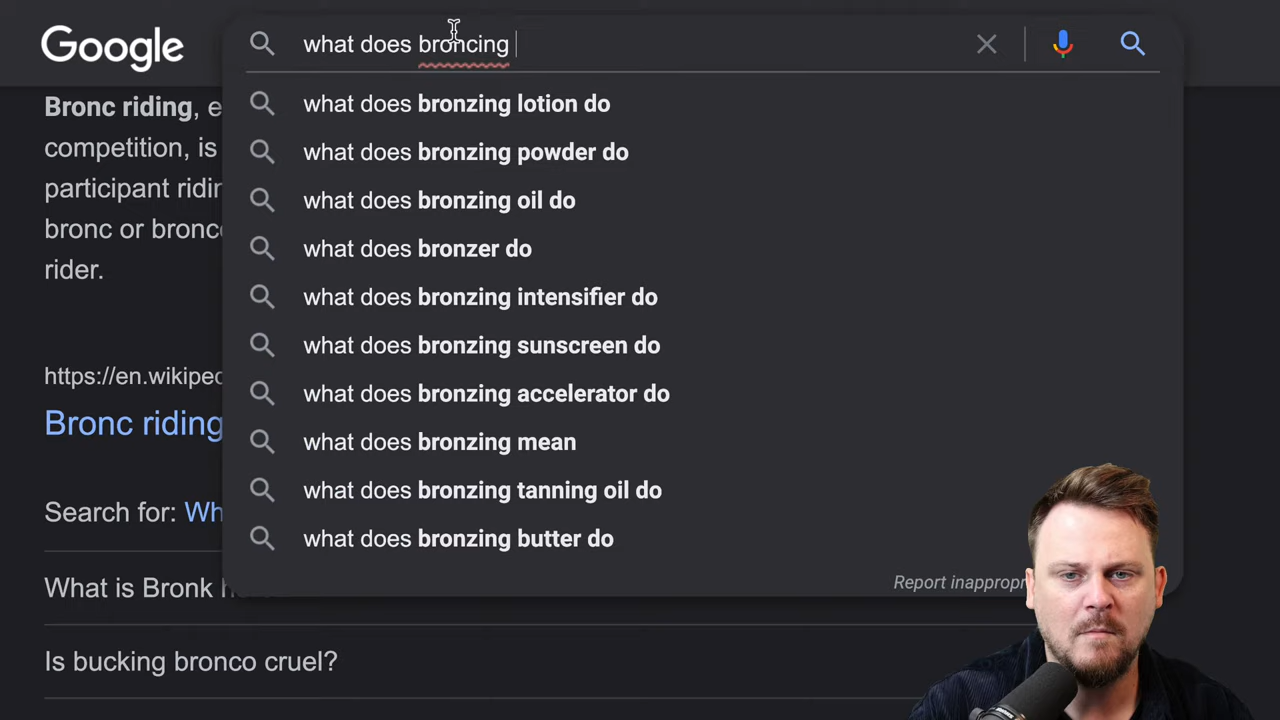 Google
what does broncing
what does bronzing lotion do
what does bronzing powder do
what does bronzing oil do
what does bronzer do
what does bronzing intensifier do
what does bronzing sunscreen do
what does bronzing accelerator do
what does bronzing mean
what does bronzing tanning oil do
what does bronzing butter do
Report inappropr
Bronc riding, e
competition, is
participant ridin
bronc or bronco
rider.
https://en.wikiped
Bronc riding
Search for: Wh
What is Bronk
Is bucking bronco cruel?